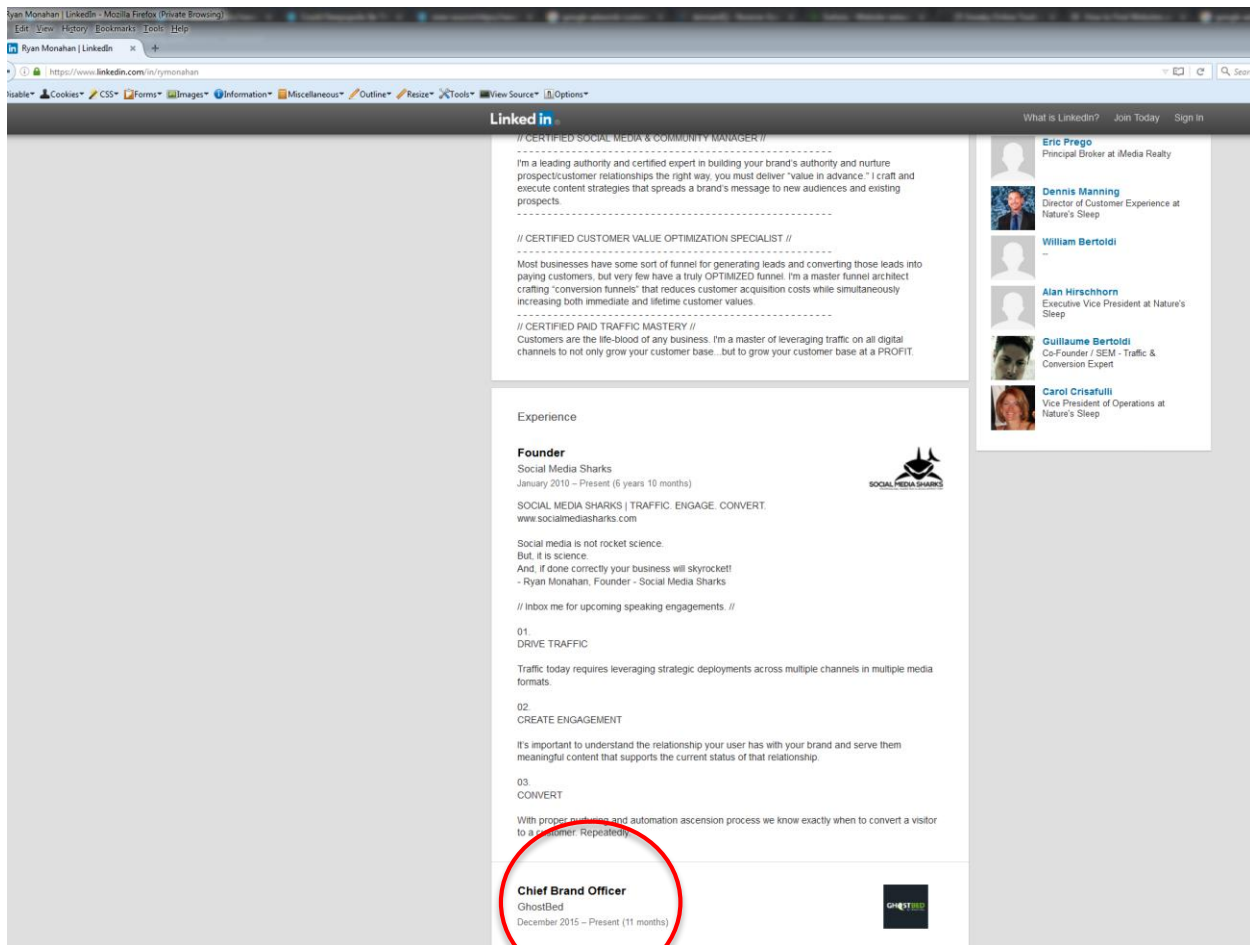 Ryan Monahan | LinkedIn - Mozilla Firefox (Private Browsing)
Edit View History Bookmarks Tools Help
in Ryan Monahan | LinkedIn × +
https://www.linkedin.com/in/rymonahan
Disable Cookies CSS Forms Images Information Miscellaneous Outline Resize Tools View Source Options
Linked in What is LinkedIn? Join Today Sign In
// CERTIFIED SOCIAL MEDIA & COMMUNITY MANAGER //
I'm a leading authority and certified expert in building your brand's authority and nurture
prospect/customer relationships the right way, you must deliver "value in advance." I craft and
execute content strategies that spreads a brand's message to new audiences and existing
prospects.
// CERTIFIED CUSTOMER VALUE OPTIMIZATION SPECIALIST //
Most businesses have some sort of funnel for generating leads and converting those leads into
paying customers, but very few have a truly OPTIMIZED funnel. I'm a master funnel architect
crafting "conversion funnels" that reduces customer acquisition costs while simultaneously
increasing both immediate and lifetime customer values.
// CERTIFIED PAID TRAFFIC MASTERY //
Customers are the life-blood of any business. I'm a master of leveraging traffic on all digital
channels to not only grow your customer base...but to grow your customer base at a PROFIT.
Eric Prego
Principal Broker at iMedia Realty
Dennis Manning
Director of Customer Experience at
Nature's Sleep
William Bertoldi
--
Alan Hirschhorn
Executive Vice President at Nature's
Sleep
Guillaume Bertoldi
Co-Founder / SEM - Traffic &
Conversion Expert
Carol Crisafulli
Vice President of Operations at
Nature's Sleep
Experience
Founder
Social Media Sharks
January 2010 – Present (6 years 10 months)
SOCIAL MEDIA SHARKS
SOCIAL MEDIA SHARKS | TRAFFIC. ENGAGE. CONVERT.
www.socialmediasharks.com
Social media is not rocket science.
But, it is science.
And, if done correctly your business will skyrocket!
- Ryan Monahan, Founder - Social Media Sharks
// Inbox me for upcoming speaking engagements. //
01.
DRIVE TRAFFIC
Traffic today requires leveraging strategic deployments across multiple channels in multiple media
formats.
02.
CREATE ENGAGEMENT
It's important to understand the relationship your user has with your brand and serve them
meaningful content that supports the current status of that relationship.
03.
CONVERT
With proper nurturing and automation ascension process we know exactly when to convert a visitor
to a customer. Repeatedly.
Chief Brand Officer
GhostBed
December 2015 – Present (11 months)
GHOSTBED